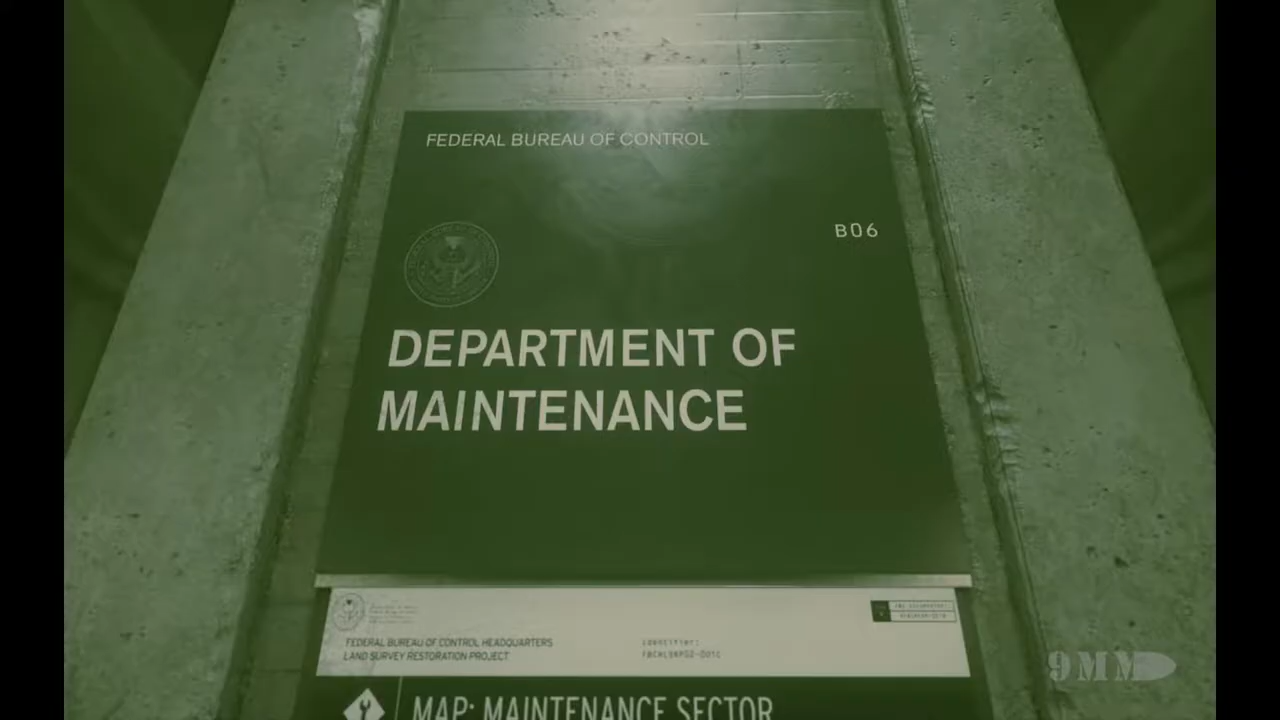 FEDERAL BUREAU OF CONTROL
B06
DEPARTMENT OF
MAINTENANCE
FEDERAL BUREAU OF CONTROL HEADQUARTERS
LAND SURVEY RESTORATION PROJECT
Identifier:
MAP: MAINTENANCE SECTOR
9MM